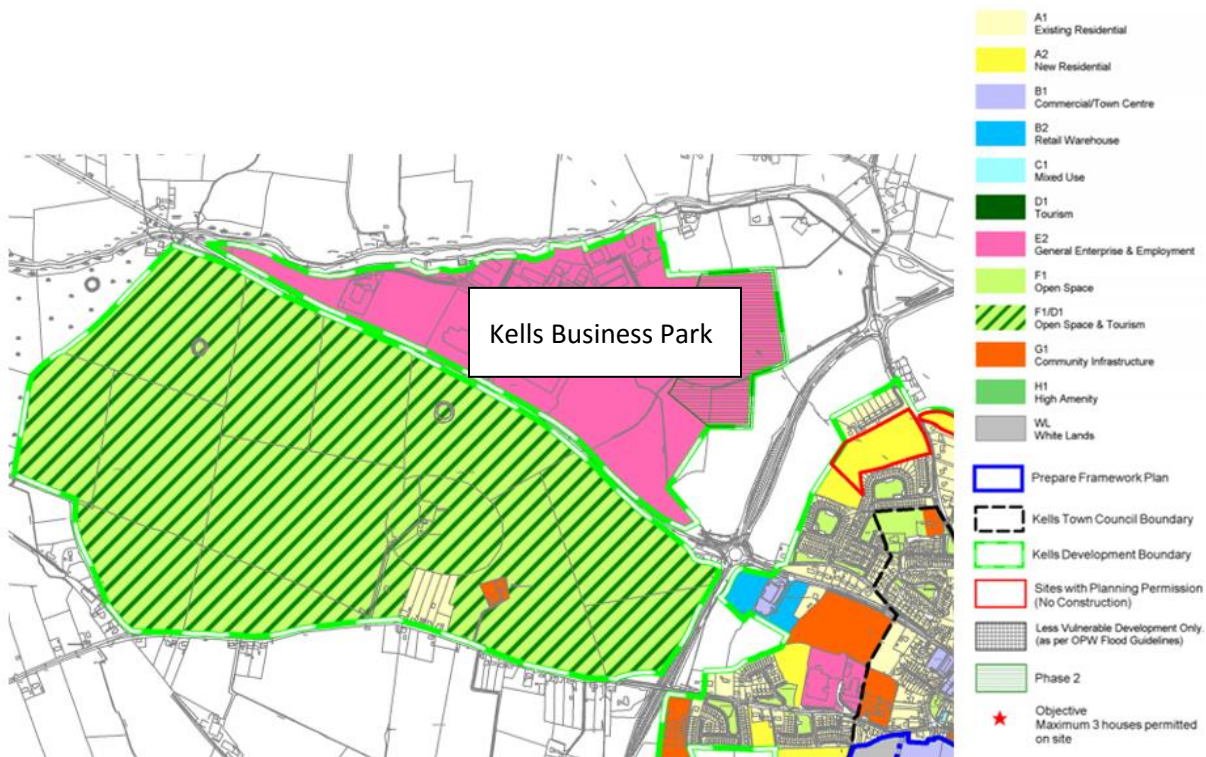 A1
Existing Residential
A2
New Residential
B1
Commercial/Town Centre
B2
Retail Warehouse
C1
Mixed Use
D1
Tourism
E2
General Enterprise & Employment
F1
Open Space
F1/D1
Open Space & Tourism
G1
Community Infrastructure
H1
High Amenity
WL
White Lands
Prepare Framework Plan
Kells Town Council Boundary
Kells Development Boundary
Sites with Planning Permission
(No Construction)
Less Vulnerable Development Only.
(as per OPW Flood Guidelines)
Phase 2
Objective
Maximum 3 houses permitted
on site
Kells Business Park